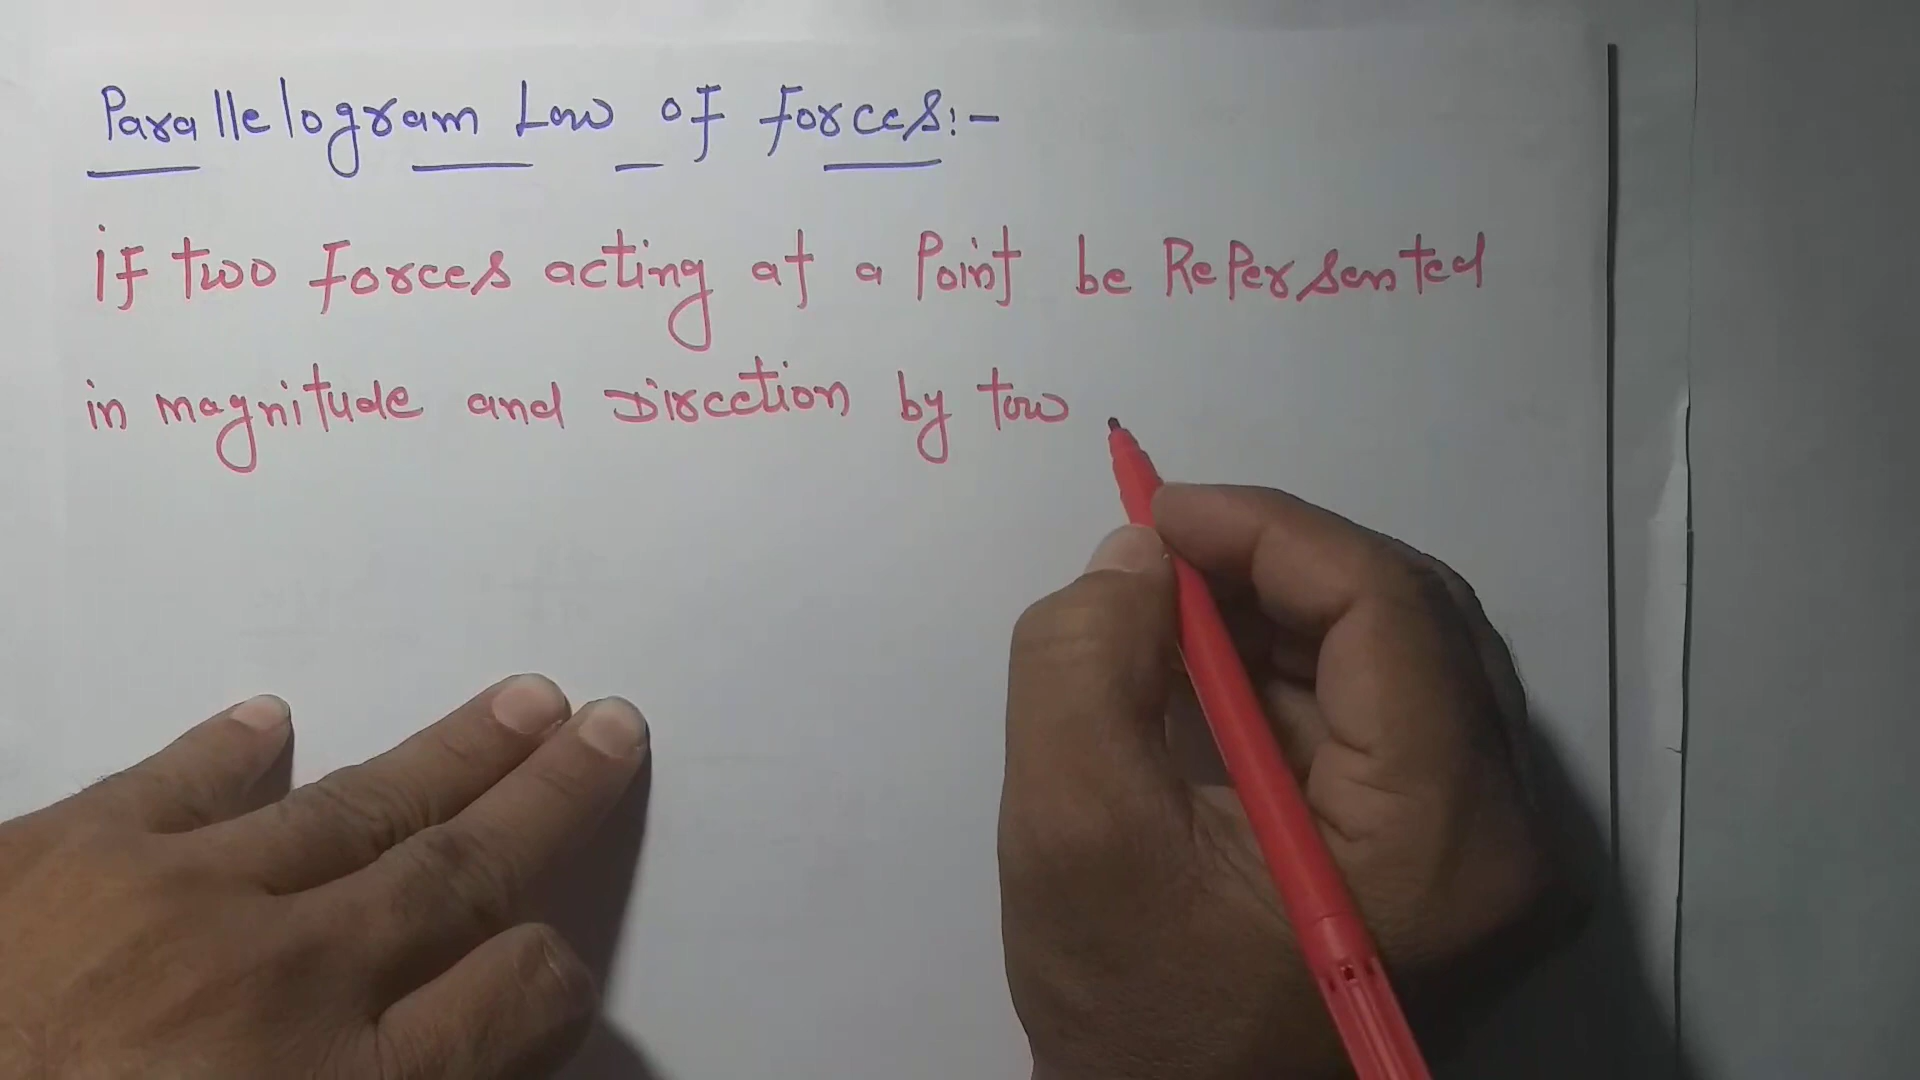 Parallelogram Law of forces:-
if two forces acting at a Point be RePersented
in magnitude and Direction by tow